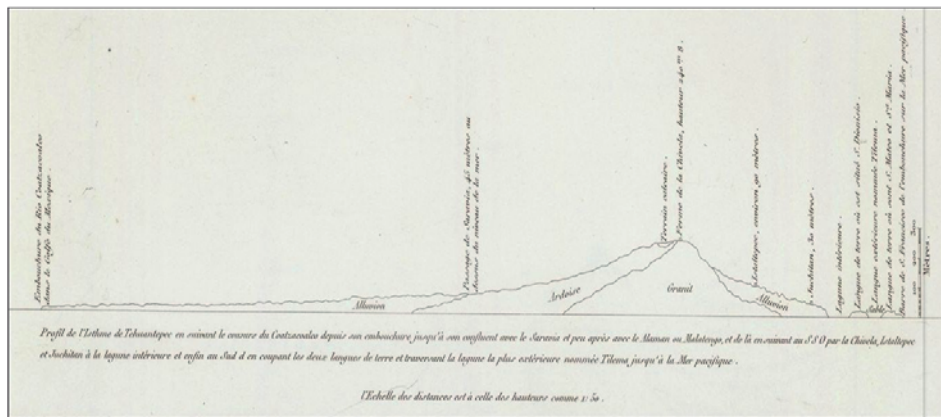 Embouchure du Rio Coatzacoalcos
dans le Golfe du Mexique.
Passage de Saravia, 45 mètres au
dessus du niveau de la mer.
Terrain calcaire.
Ferme de la Chivela, hauteur 240
Istaltepec, environ 90 mètres.
Juchitan, 30 mètres
Lagune intérieure.
Langue de terre où est situé S. Dionisio.
extérieure nommée Tilema.
Langue de terre où sont S. Mateo et Sta. Maria.
Barre de S. Francisco de l'embouchure sur la Mer pacifique.
100 200 300
Mètres.
Alluvion
Ardoise
Granit
Alluvion
Sable
Profil de l'Isthme de Tehuantepec en suivant le cours du Coatzacoalcos depuis son embouchure jusqu'à son confluent avec le Saravia et peu après avec le Malatengo, et de là en suivant au S S O par la Chivela, Istaltepec
et Juchitan à la lagune intérieure et enfin au Sud d en coupant les deux langues de terre et traversant la lagune la plus extérieure nommée Tilema jusqu'à la Mer pacifique.
l'Echelle des distances est à celle des hauteurs comme 1: 50.